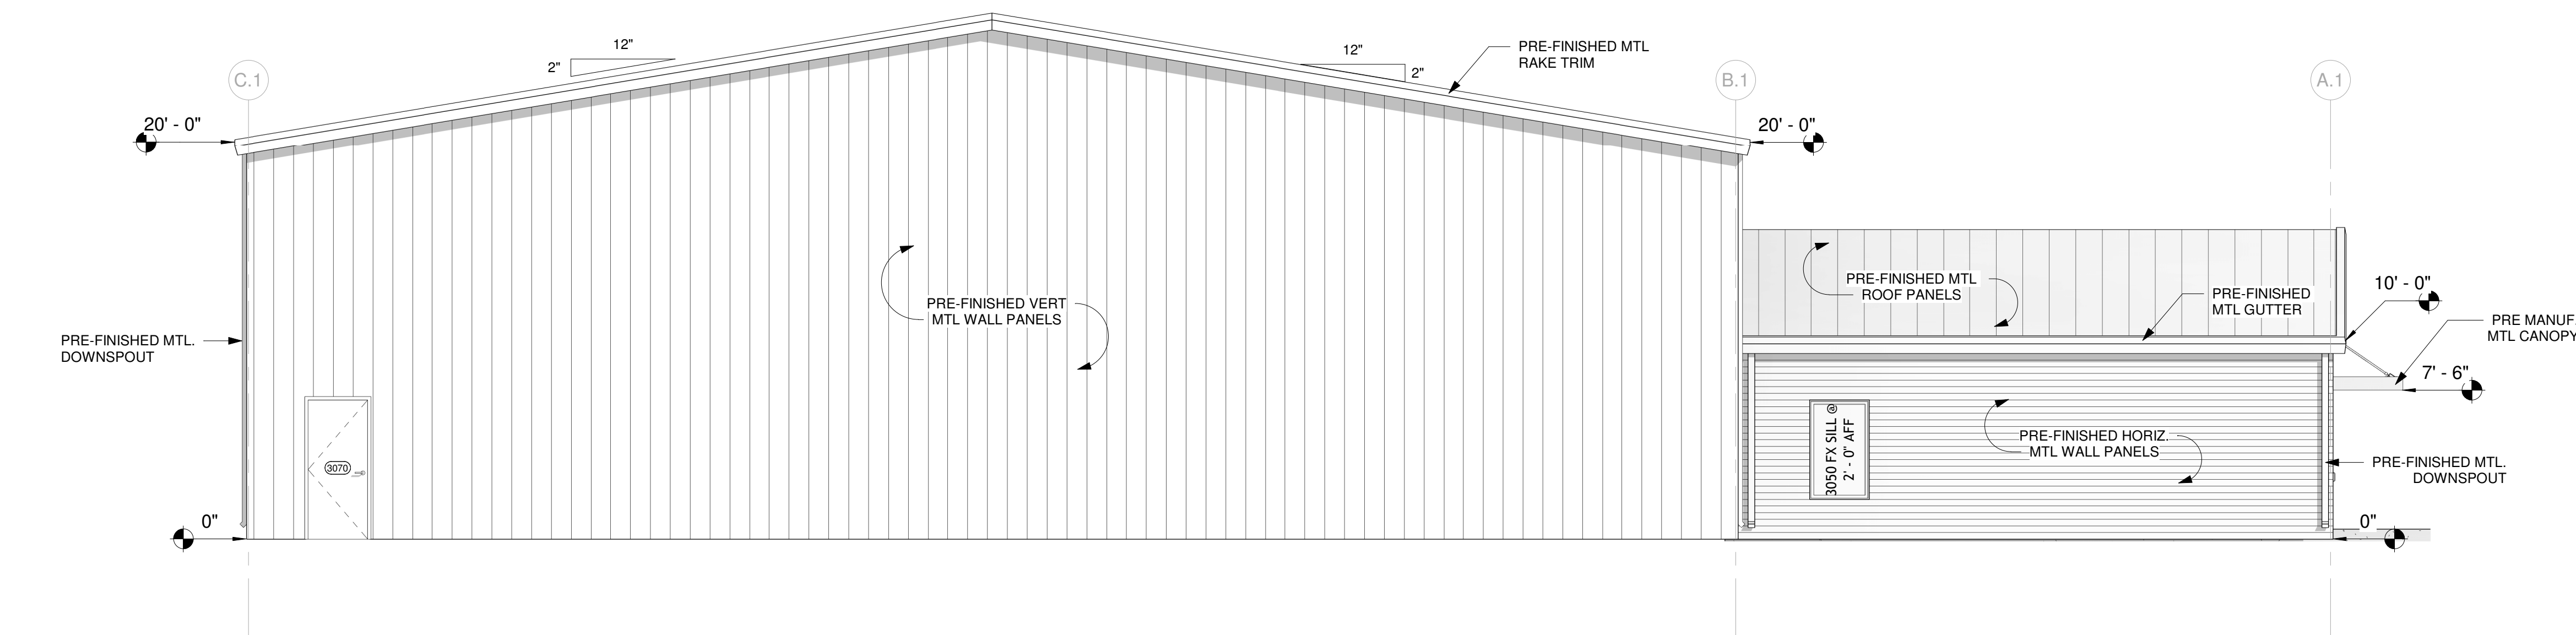 12"
2"
12"
2"
PRE-FINISHED MTL
RAKE TRIM
C.1
B.1
A.1
20' - 0"
20' - 0"
PRE-FINISHED VERT
MTL WALL PANELS
PRE-FINISHED MTL
ROOF PANELS
PRE-FINISHED
MTL GUTTER
10' - 0"
PRE MANUF.
MTL CANOPY
PRE-FINISHED MTL.
DOWNSPOUT
7' - 6"
3050 FX SILL @
2' - 0" AFF
PRE-FINISHED HORIZ.
MTL WALL PANELS
3070
PRE-FINISHED MTL.
DOWNSPOUT
0"
0"